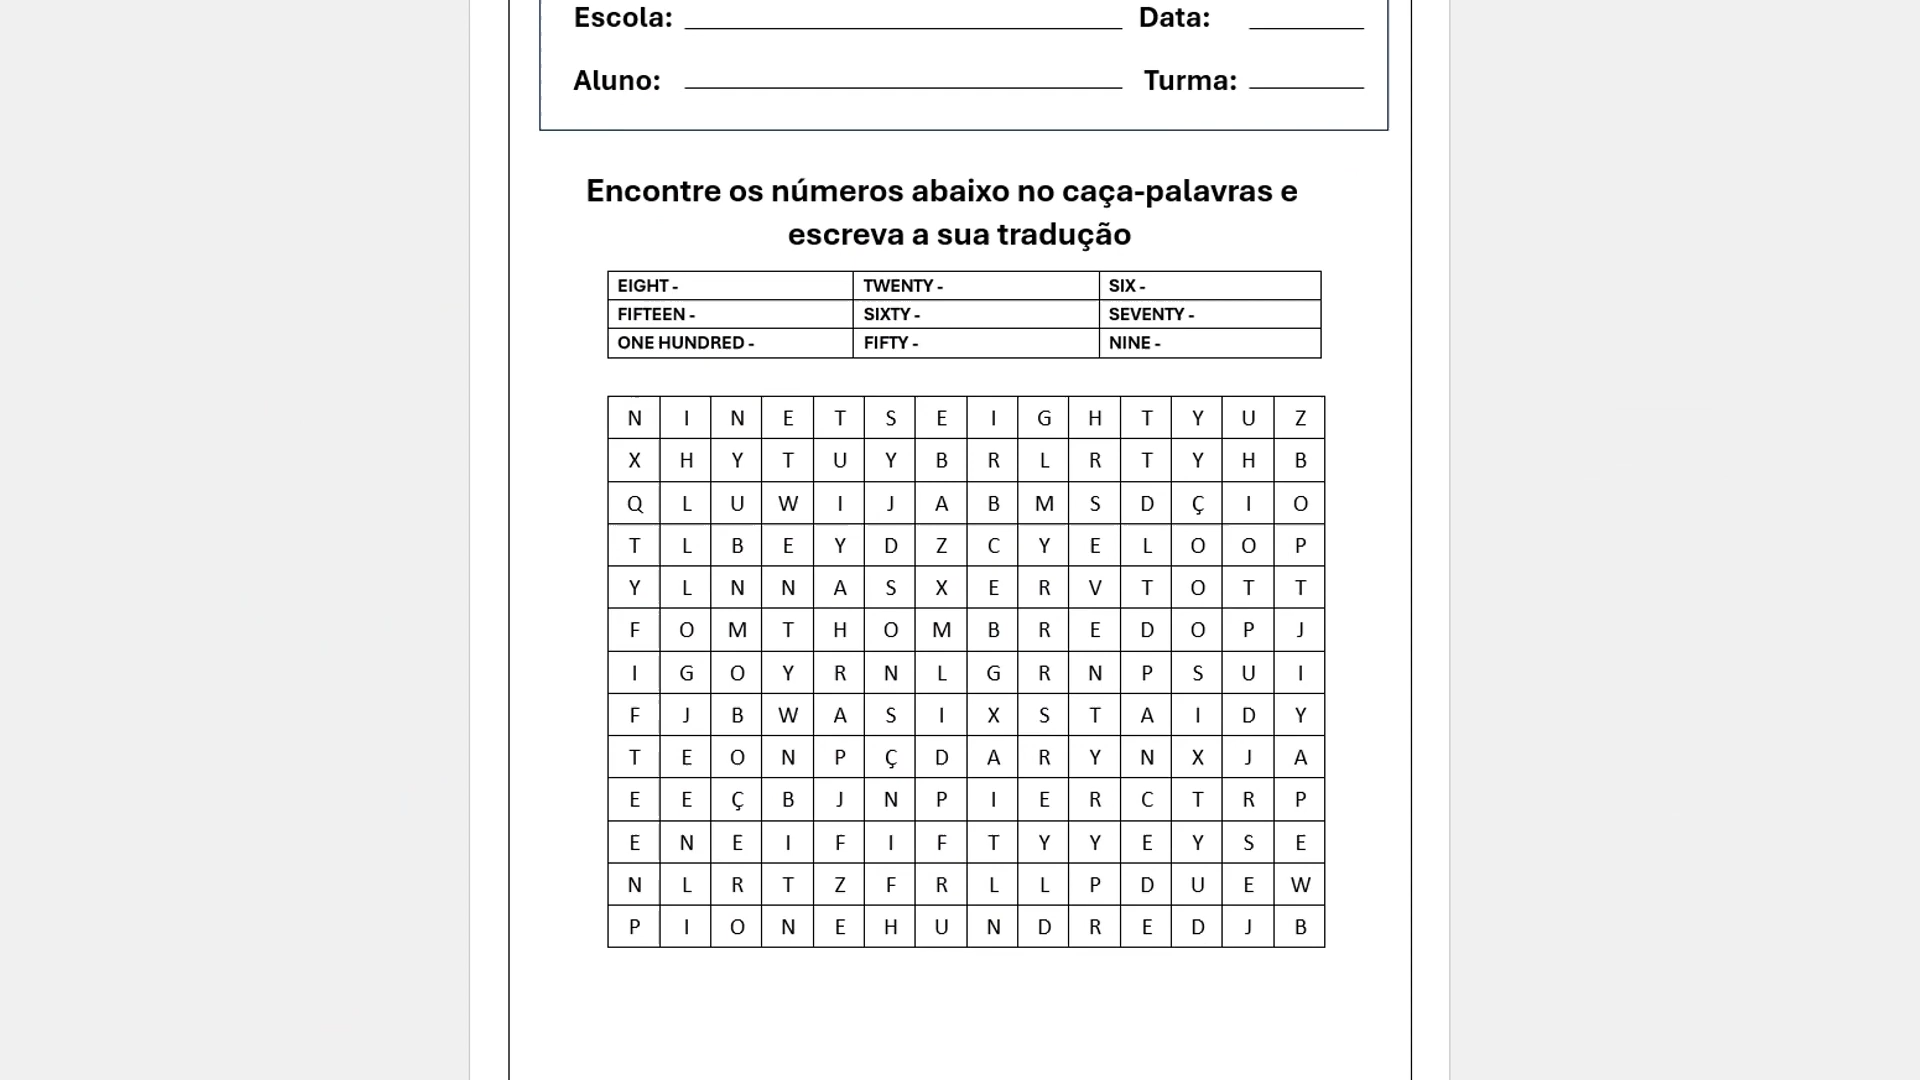 Escola: Data:
Aluno: Turma:
Encontre os números abaixo no caça-palavras e
escreva a sua tradução
EIGHT - TWENTY - SIX -
FIFTEEN - SIXTY - SEVENTY -
ONE HUNDRED - FIFTY - NINE -
N I N E T S E I G H T Y U Z
X H Y T U Y B R L R T Y H B
Q L U W I J A B M S D Ç I O
T L B E Y D Z C Y E L O O P
Y L N N A S X E R V T O T T
F O M T H O M B R E D O P J
I G O Y R N L G R N P S U I
F J B W A S I X S T A I D Y
T E O N P Ç D A R Y N X J A
E E Ç B J N P I E R C T R P
E N E I F I F T Y Y E Y S E
N L R T Z F R L L P D U E W
P I O N E H U N D R E D J B